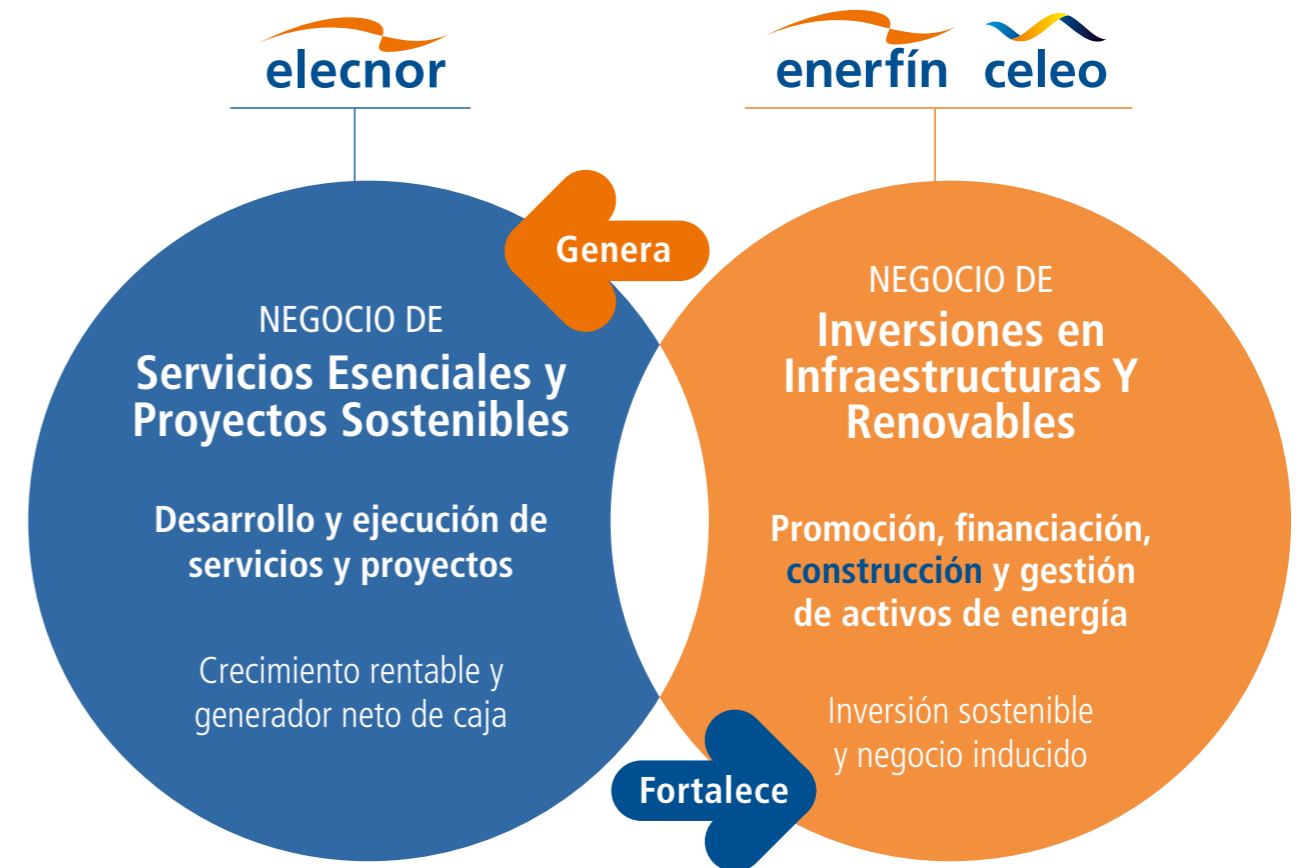 elecnor
enerfín celeo
Genera
NEGOCIO DE
Servicios Esenciales y
Proyectos Sostenibles
Desarrollo y ejecución de
servicios y proyectos
Crecimiento rentable y
generador neto de caja
NEGOCIO DE
Inversiones en
Infraestructuras Y
Renovables
Promoción, financiación,
construcción y gestión
de activos de energía
Inversión sostenible
y negocio inducido
Fortalece